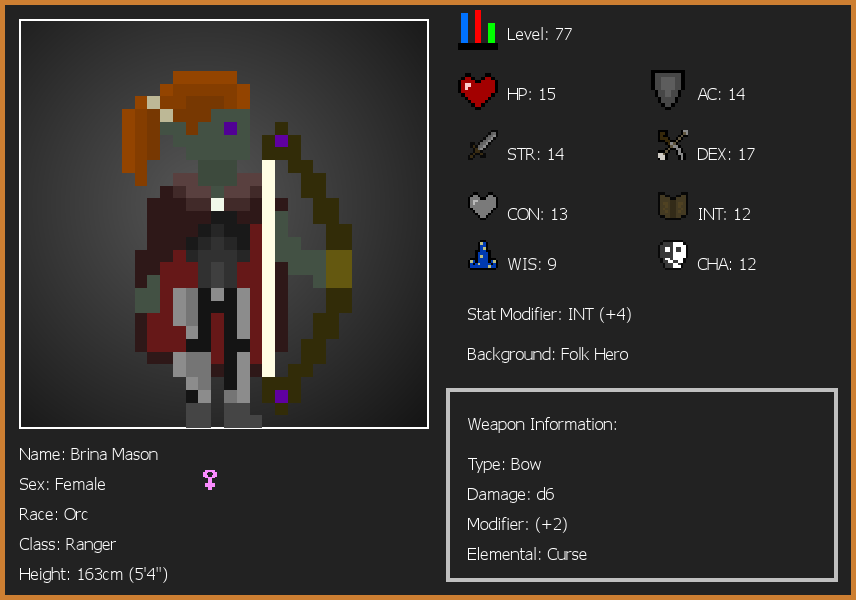 Level: 77
HP: 15
AC: 14
STR: 14
DEX: 17
CON: 13
INT: 12
WIS: 9
CHA: 12
Stat Modifier: INT (+4)
Background: Folk Hero
Weapon Information:
Type: Bow
Damage: d6
Modifier: (+2)
Elemental: Curse
Name: Brina Mason
Sex: Female
Race: Orc
Class: Ranger
Height: 163cm (5'4")